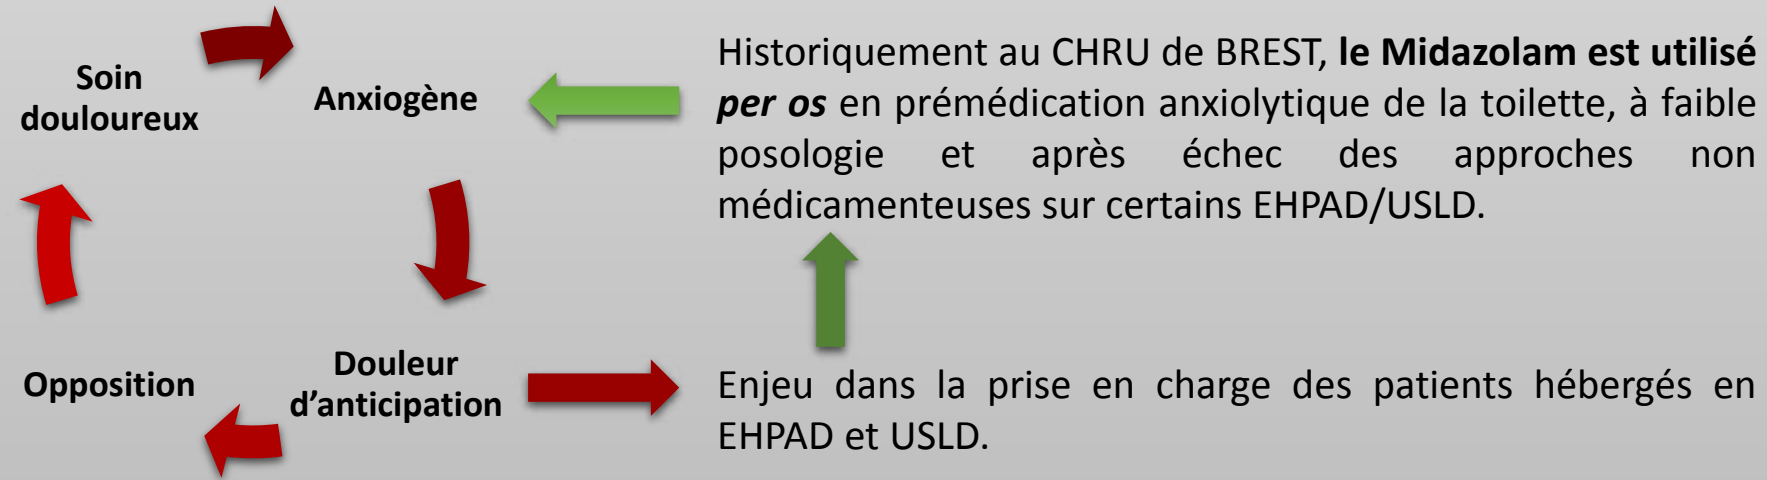 Soin
douloureux
Anxiogène
Douleur
d’anticipation
Opposition
Historiquement au CHRU de BREST, le Midazolam est utilisé
per os en prémédication anxiolytique de la toilette, à faible
posologie et après échec des approches non
médicamenteuses sur certains EHPAD/USLD.
Enjeu dans la prise en charge des patients hébergés en
EHPAD et USLD.